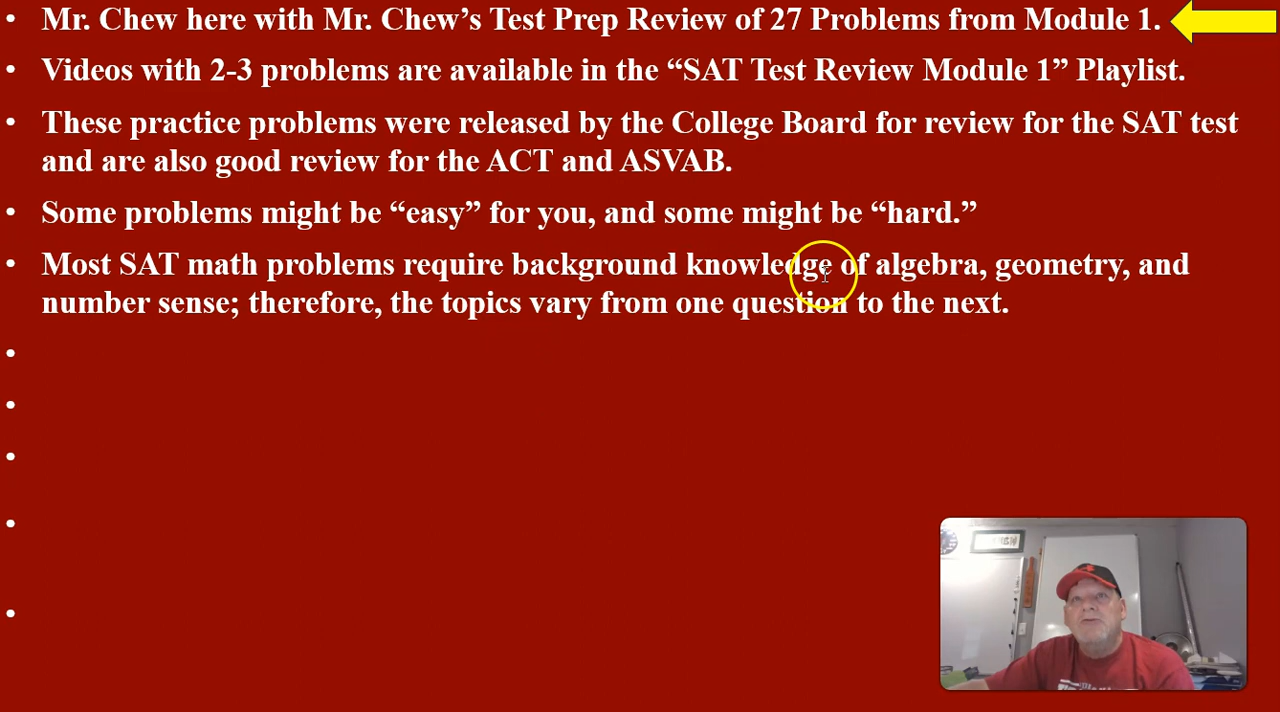 • Mr. Chew here with Mr. Chew’s Test Prep Review of 27 Problems from Module 1.
• Videos with 2-3 problems are available in the “SAT Test Review Module 1” Playlist.
• These practice problems were released by the College Board for review for the SAT test
and are also good review for the ACT and ASVAB.
• Some problems might be “easy” for you, and some might be “hard.”
• Most SAT math problems require background knowledge of algebra, geometry, and
number sense; therefore, the topics vary from one question to the next.